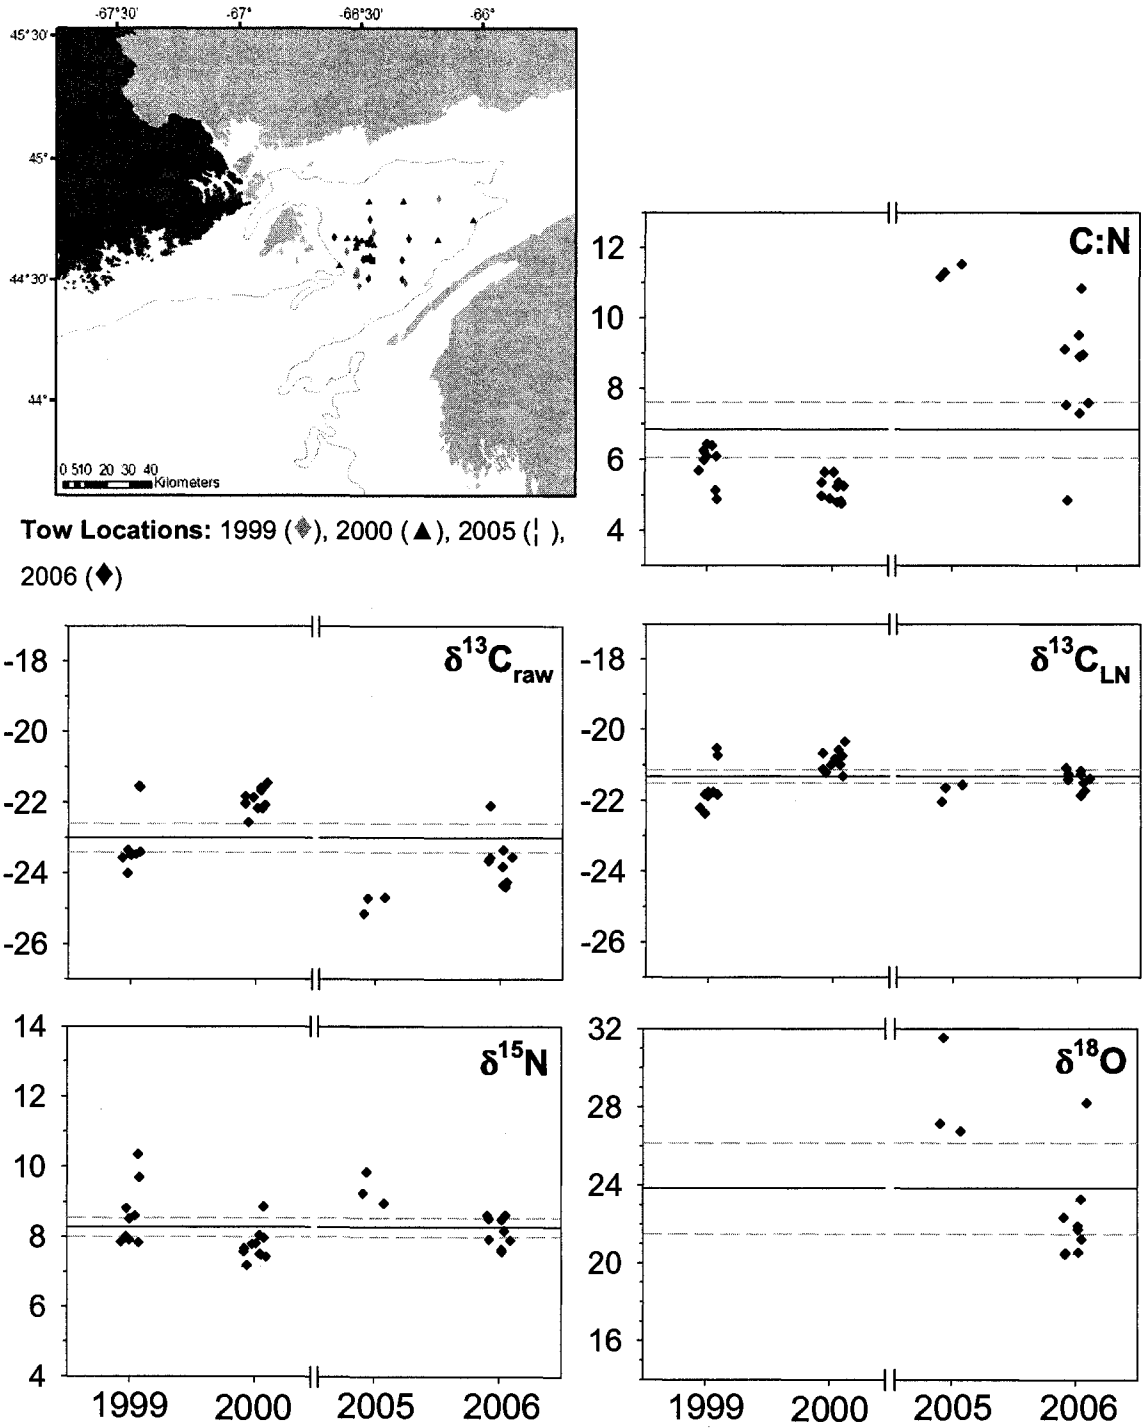 -67°30' -67° -66°30' -66°
45°30'
45°
44°30'
44°
0 510 20 30 40
Kilometers
Tow Locations: 1999 (♦), 2000 (▲), 2005 (¦ ),
2006 (♦)
C:N
12
10
8
6
4
δ13Craw
-18
-20
-22
-24
-26
δ13CLN
-18
-20
-22
-24
-26
δ15N
14
12
10
8
6
4
1999 2000 2005 2006
δ18O
32
28
24
20
16
1999 2000 2005 2006